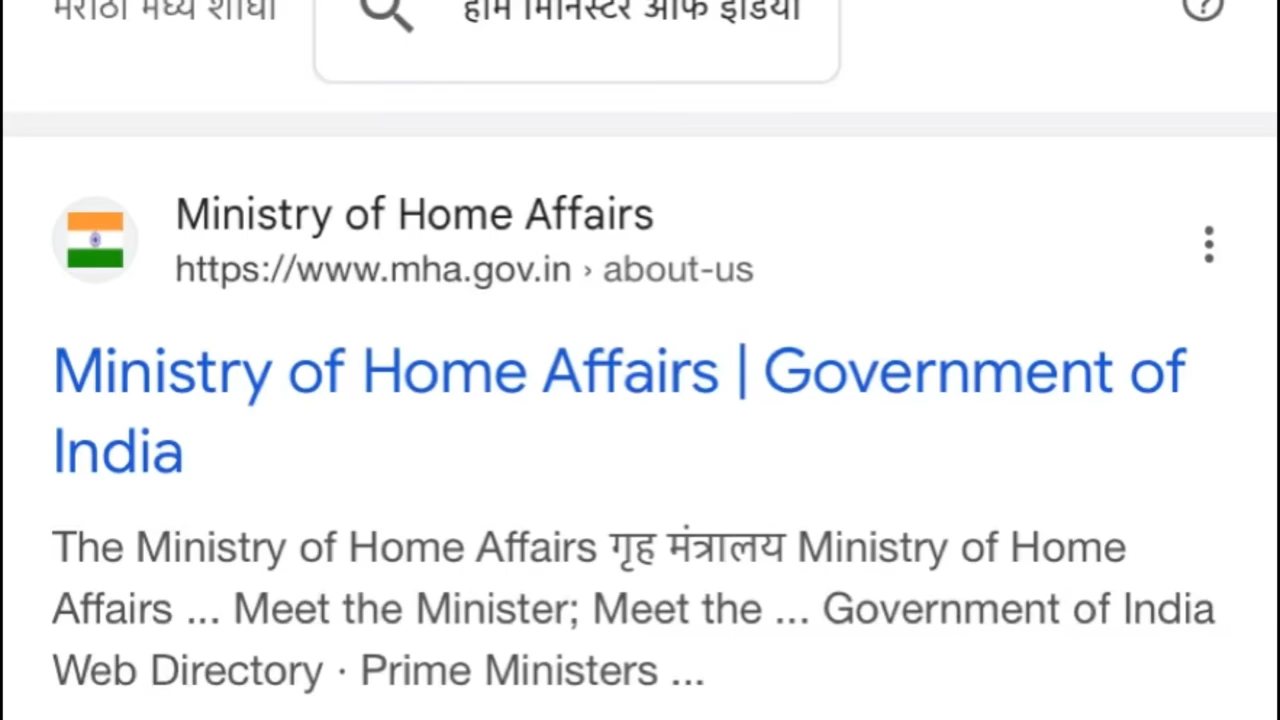 मराठी मध्ये शोधा
होम मिनिस्टर ऑफ इंडिया
Ministry of Home Affairs
https://www.mha.gov.in › about-us
Ministry of Home Affairs | Government of
India
The Ministry of Home Affairs गृह मंत्रालय Ministry of Home
Affairs ... Meet the Minister; Meet the ... Government of India
Web Directory · Prime Ministers ...